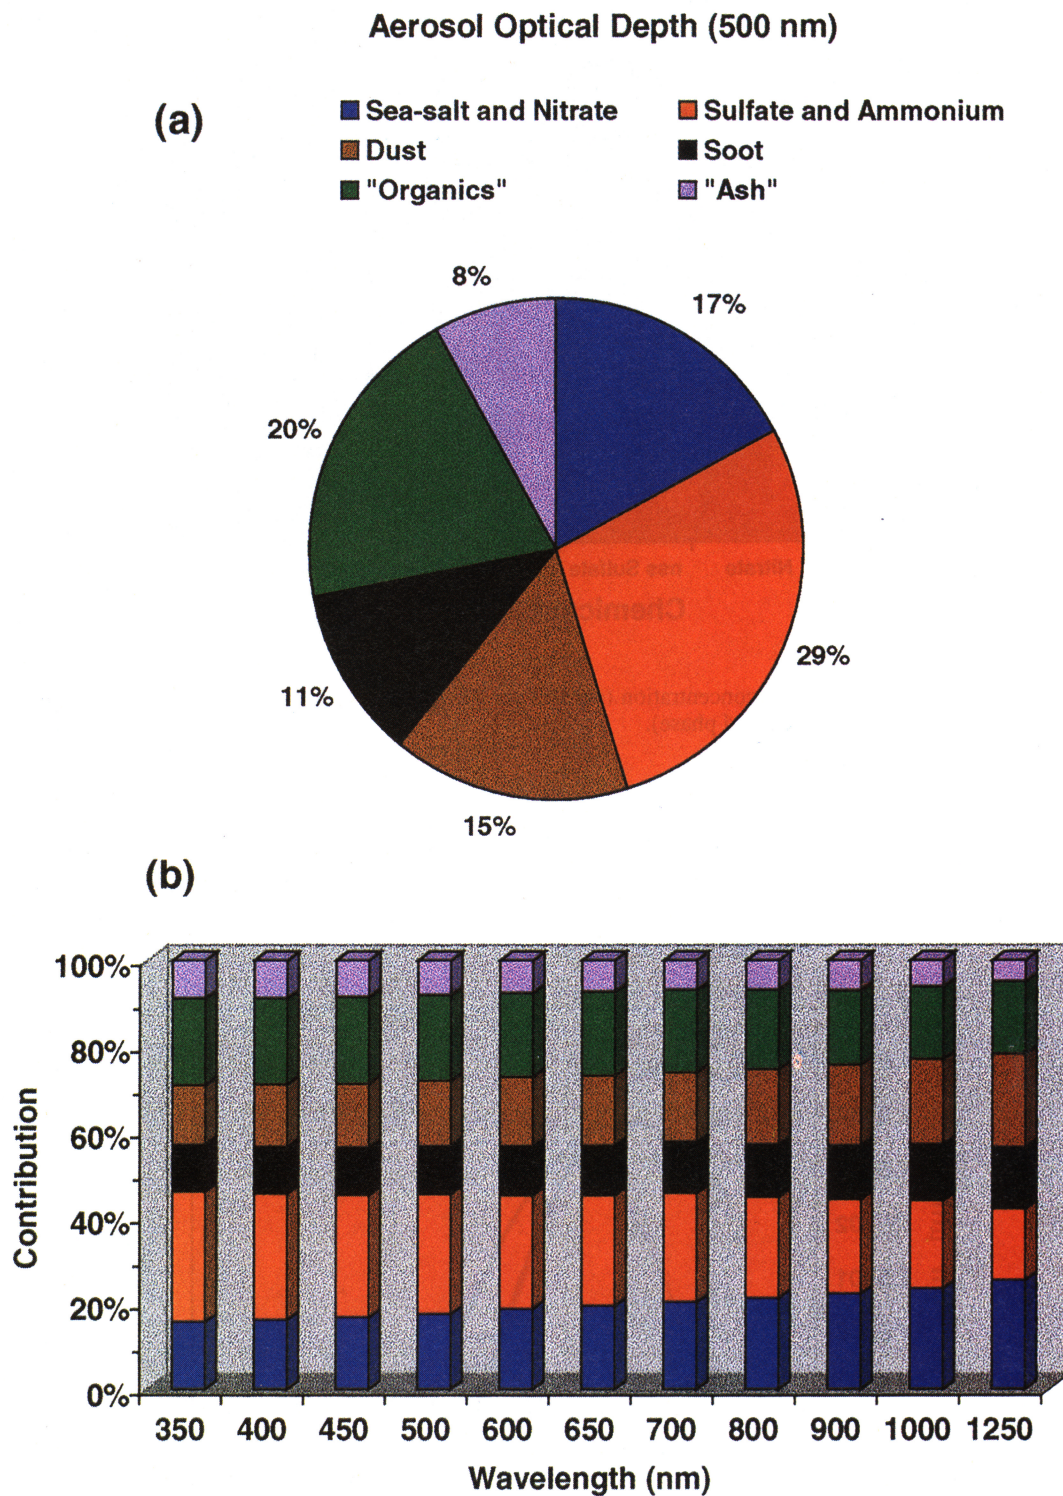 Aerosol Optical Depth (500 nm)
(a)
Sea-salt and Nitrate
Sulfate and Ammonium
Dust
Soot
"Organics"
"Ash"
8%
17%
20%
29%
11%
15%
(b)
100%
80%
60%
40%
20%
0%
Contribution
350 400 450 500 600 650 700 800 900 1000 1250
Wavelength (nm)